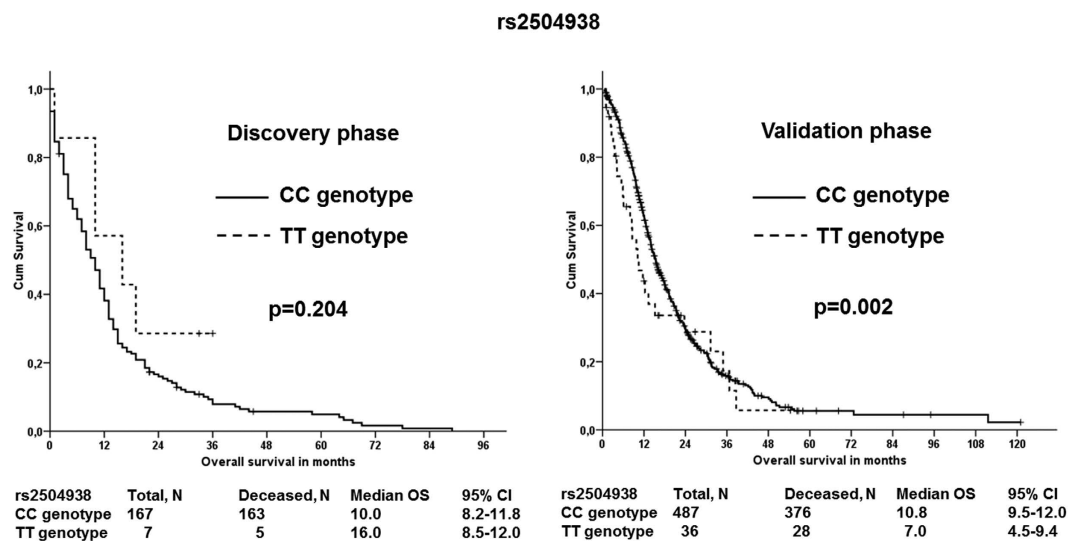 rs2504938
Discovery phase
CC genotype
TT genotype
p=0.204
Cum Survival
1,0
0,8
0,6
0,4
0,2
0,0
0 12 24 36 48 60 72 84 96
Overall survival in months
rs2504938 Total, N Deceased, N Median OS 95% CI
CC genotype 167 163 10.0 8.2-11.8
TT genotype 7 5 16.0 8.5-12.0
Validation phase
CC genotype
TT genotype
p=0.002
Cum Survival
1,0
0,8
0,6
0,4
0,2
0,0
0 12 24 36 48 60 72 84 96 108 120
Overall survival in months
rs2504938 Total, N Deceased, N Median OS 95% CI
CC genotype 487 376 10.8 9.5-12.0
TT genotype 36 28 7.0 4.5-9.4